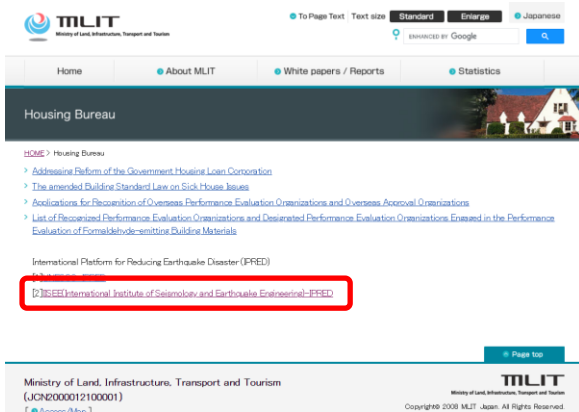 MLIT
Ministry of Land, Infrastructure, Transport and Tourism
To Page Text Text size Standard Enlarge Japanese
ENHANCED BY Google
Home About MLIT White papers / Reports Statistics
Housing Bureau
HOME > Housing Bureau
> Addressing Reform of the Government Housing Loan Corporation
> The amended Building Standard Law on Sick House Issues
> Applications for Recognition of Overseas Performance Evaluation Organizations and Overseas Approval Organizations
> List of Recognized Performance Evaluation Organizations and Designated Performance Evaluation Organizations Engaged in the Performance
Evaluation of Formaldehyde-emitting Building Materials
International Platform for Reducing Earthquake Disaster (IPRED)
[2]IISEE(International Institute of Seismology and Earthquake Engineering)-IPRED
Page top
Ministry of Land, Infrastructure, Transport and Tourism
(JCN2000012100001)
[ Access/Map ]
MLIT
Ministry of Land, Infrastructure, Transport and Tourism
Copyright© 2008 MLIT Japan. All Rights Reserved.